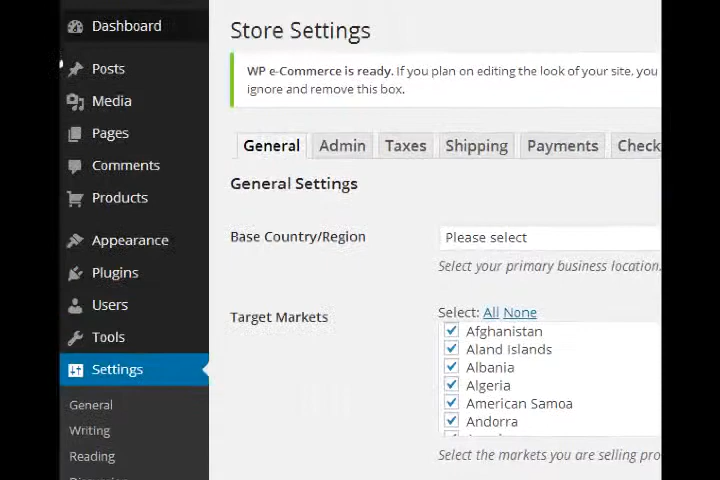 Dashboard
Posts
Media
Pages
Comments
Products
Appearance
Plugins
Users
Tools
Settings
General
Writing
Reading
Store Settings
WP e-Commerce is ready. If you plan on editing the look of your site, you
ignore and remove this box.
General Admin Taxes Shipping Payments Check
General Settings
Base Country/Region Please select
Select your primary business location.
Target Markets Select: All None
Afghanistan
Aland Islands
Albania
Algeria
American Samoa
Andorra
Select the markets you are selling pro